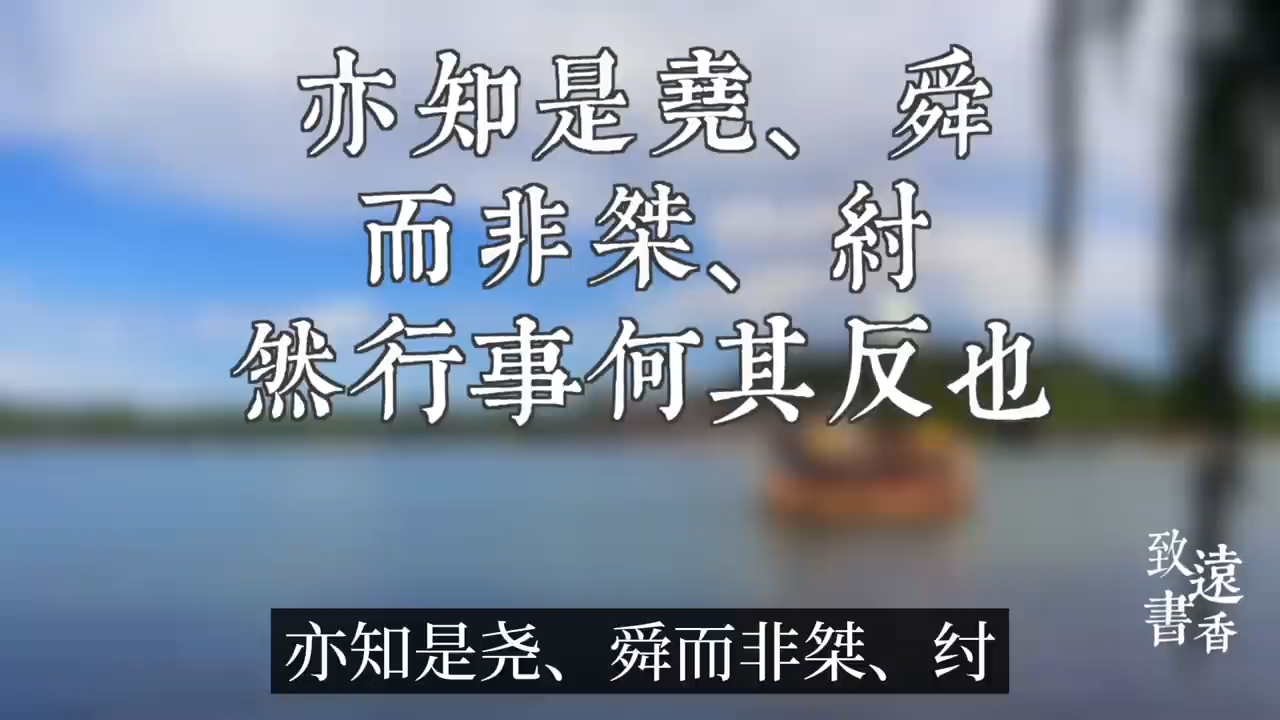 亦知是堯、舜
而非桀、紂
然行事何其反也
致遠
書香
亦知是尧、舜而非桀、纣